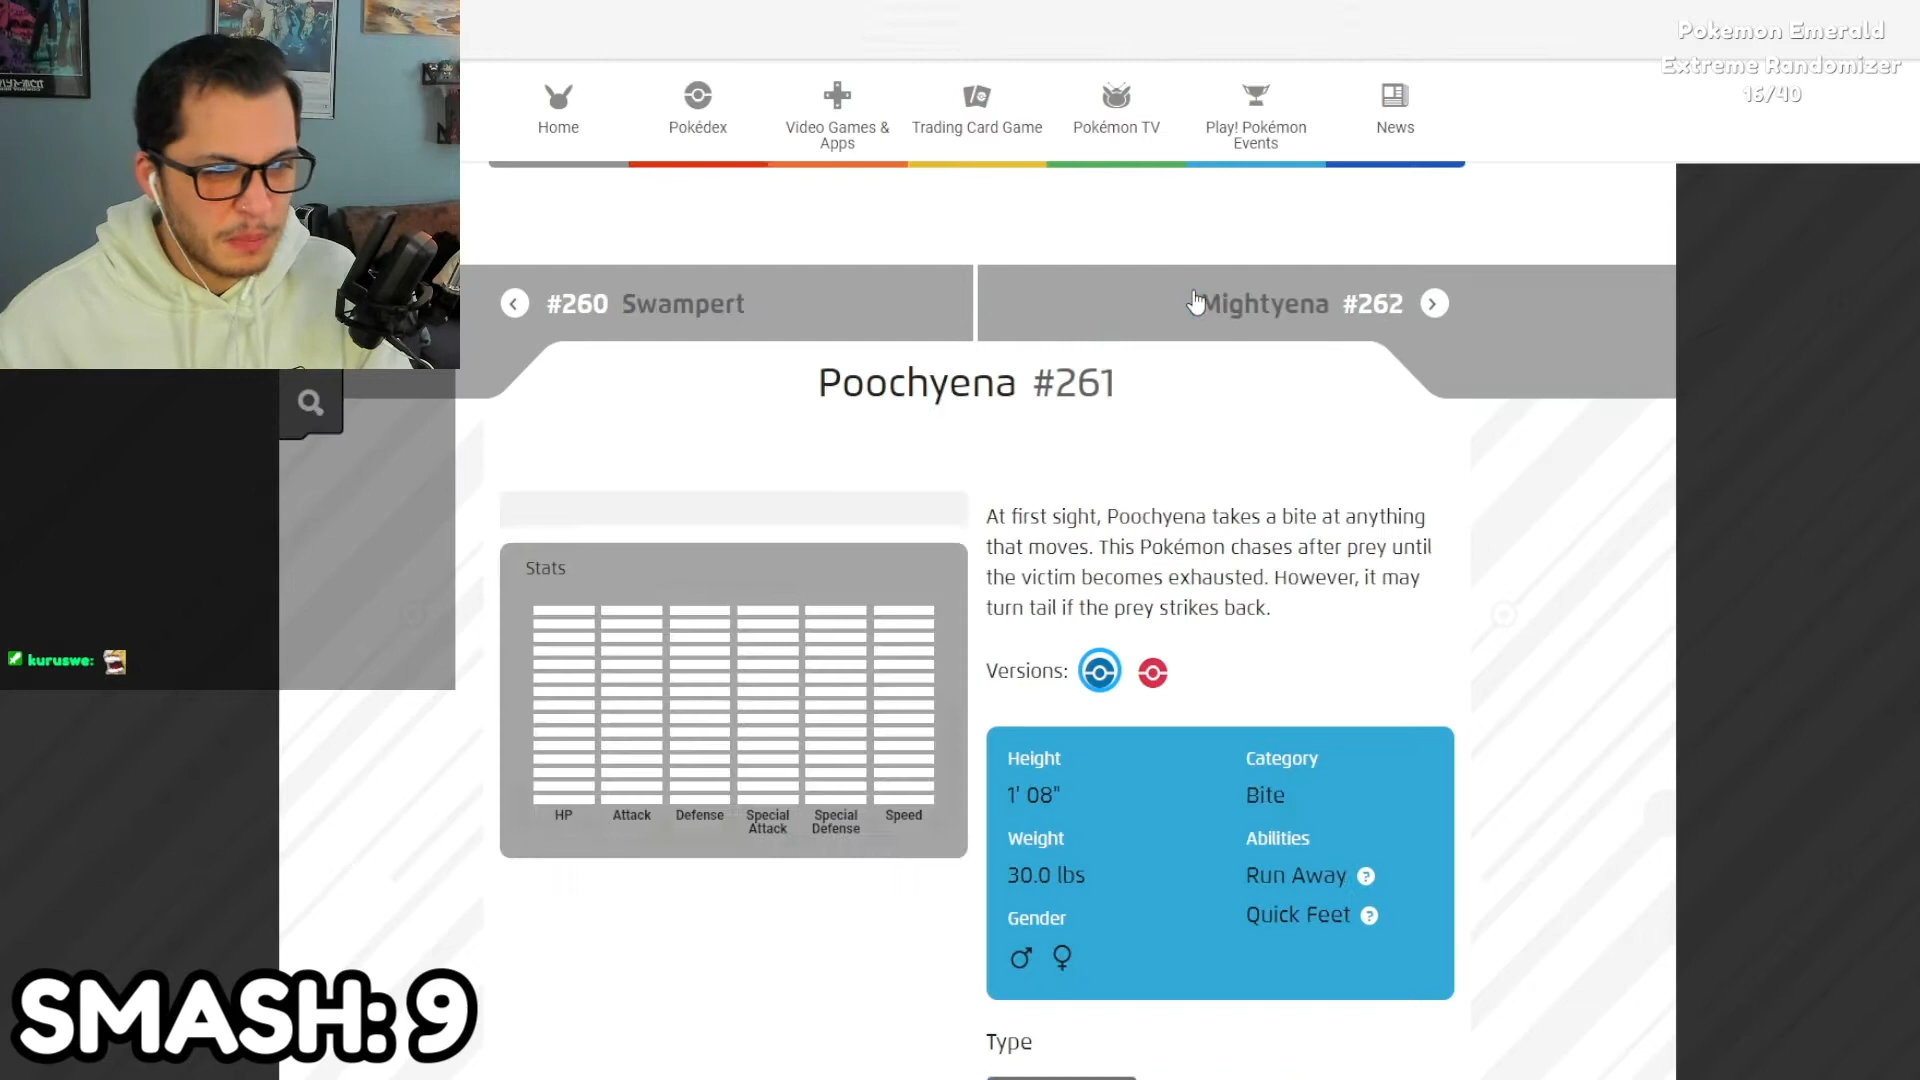 Pokemon Emerald
Extreme Randomizer
16/40
Home
Pokédex
Video Games &
Apps
Trading Card Game
Pokémon TV
Play! Pokémon
Events
News
#260 Swampert
Mightyena #262
Poochyena #261
At first sight, Poochyena takes a bite at anything
that moves. This Pokémon chases after prey until
the victim becomes exhausted. However, it may
turn tail if the prey strikes back.
Versions:
Stats
HP
Attack
Defense
Special
Attack
Special
Defense
Speed
Height
1' 08"
Weight
30.0 lbs
Gender
Category
Bite
Abilities
Run Away ?
Quick Feet ?
Type
kuruswe:
SMASH: 9